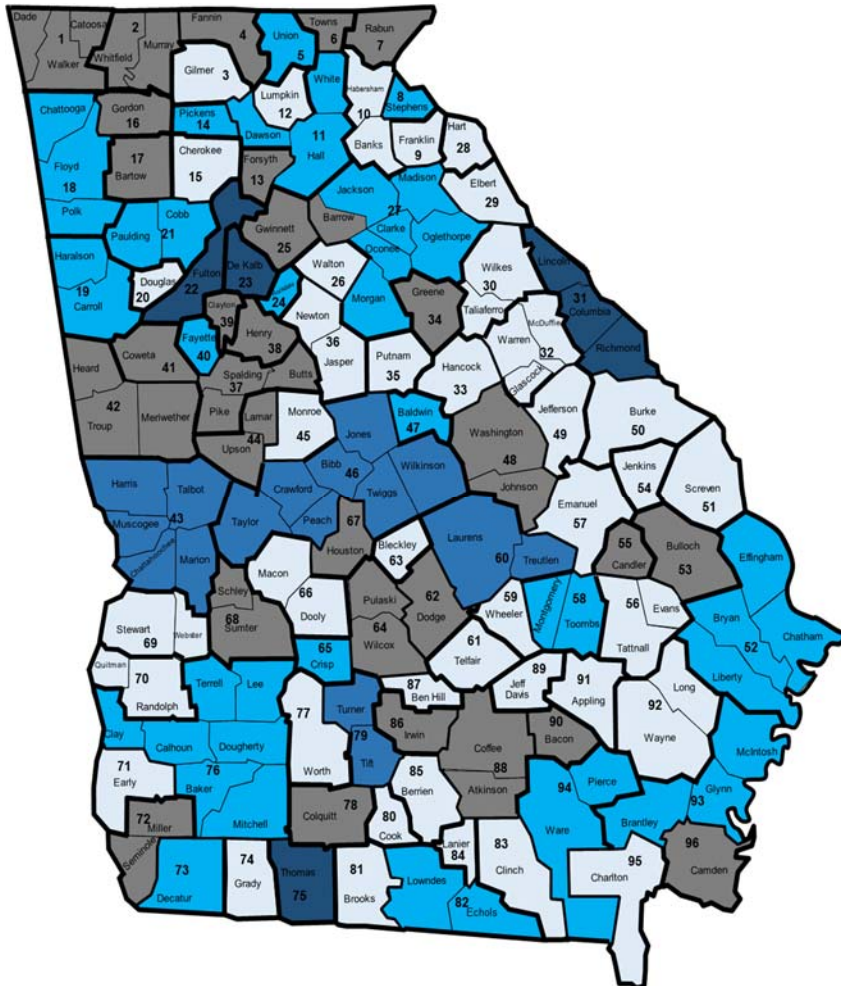 Dade
Catoosa
1
Walker
2
Whitfield
Murray
Fannin
4
Union
5
Towns
6
Rabun
7
Gilmer
3
White
Habersham
10
8
Stephens
Lumpkin
12
Chattooga
Gordon
16
Pickens
14
Dawson
11
Hall
Banks
Franklin
9
Hart
28
17
Bartow
Cherokee
15
Forsyth
13
Floyd
18
Jackson
Madison
27
Elbert
29
Polk
Paulding
Cobb
21
Gwinnett
25
Barrow
Clarke
Oconee
Oglethorpe
Haralson
19
Carroll
Douglas
20
Fulton
22
De Kalb
23
24
Walton
26
Morgan
Greene
34
Wilkes
30
Taliaferro
Lincoln
31
Columbia
Richmond
McDuffie
Warren
32
Glascock
Clayton
39
Henry
38
Newton
36
Jasper
Putnam
35
Hancock
33
Fayette
40
Coweta
41
Heard
42
Troup
Meriwether
Spalding
37
Butts
Pike
Lamar
44
Upson
Monroe
45
Jones
Baldwin
47
Washington
48
Johnson
Jefferson
49
Burke
50
Jenkins
54
Screven
51
Harris
Talbot
43
Muscogee
Chattahoochee
Marion
Taylor
Crawford
Bibb
46
Peach
Twiggs
Wilkinson
67
Houston
Bleckley
63
Laurens
60
Treutlen
Emanuel
57
55
Candler
Bulloch
53
Effingham
Macon
66
Dooly
Schley
68
Sumter
Pulaski
64
Wilcox
62
Dodge
59
Wheeler
Montgomery
58
Toombs
56
Evans
Tattnall
Bryan
52
Chatham
Liberty
Stewart
69
Webster
65
Crisp
61
Telfair
Quitman
70
Randolph
Terrell
Lee
77
Worth
Turner
79
Tift
87
Ben Hill
89
Jeff
Davis
91
Appling
92
Long
Wayne
McIntosh
Clay
Calhoun
Dougherty
86
Irwin
Coffee
88
Atkinson
90
Bacon
71
Early
76
Baker
Mitchell
85
Berrien
94
Pierce
Ware
Brantley
93
Glynn
72
Miller
Seminole
78
Colquitt
80
Cook
Lanier
84
83
Clinch
95
Charlton
96
Camden
73
Decatur
74
Grady
Thomas
75
81
Brooks
Lowndes
82
Echols